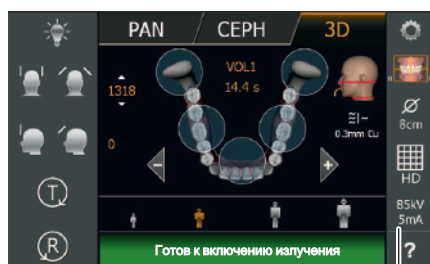 PAN
CEPH
3D
VOL1
14.4 s
1318
0
0.3mm Cu
8cm
HD
85kV
5mA
T
R
Готов к включению излучения
?